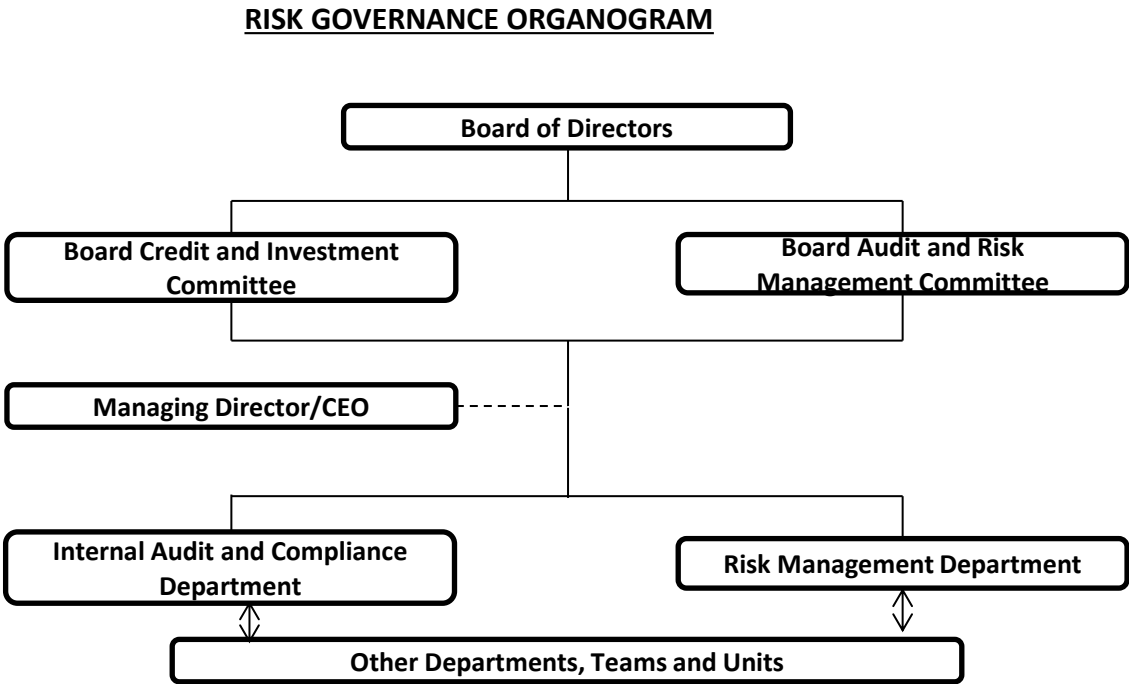 RISK GOVERNANCE ORGANOGRAM
Board of Directors
Board Credit and Investment
Committee
Board Audit and Risk
Management Committee
Managing Director/CEO
Internal Audit and Compliance
Department
Risk Management Department
Other Departments, Teams and Units